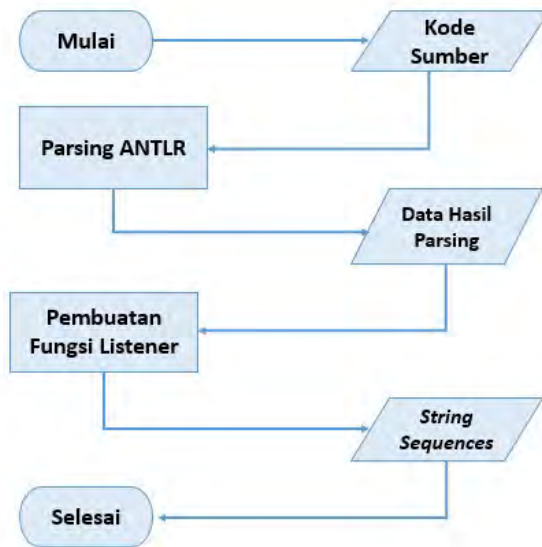 Mulai
Kode
Sumber
Parsing ANTLR
Data Hasil
Parsing
Pembuatan
Fungsi Listener
String
Sequences
Selesai